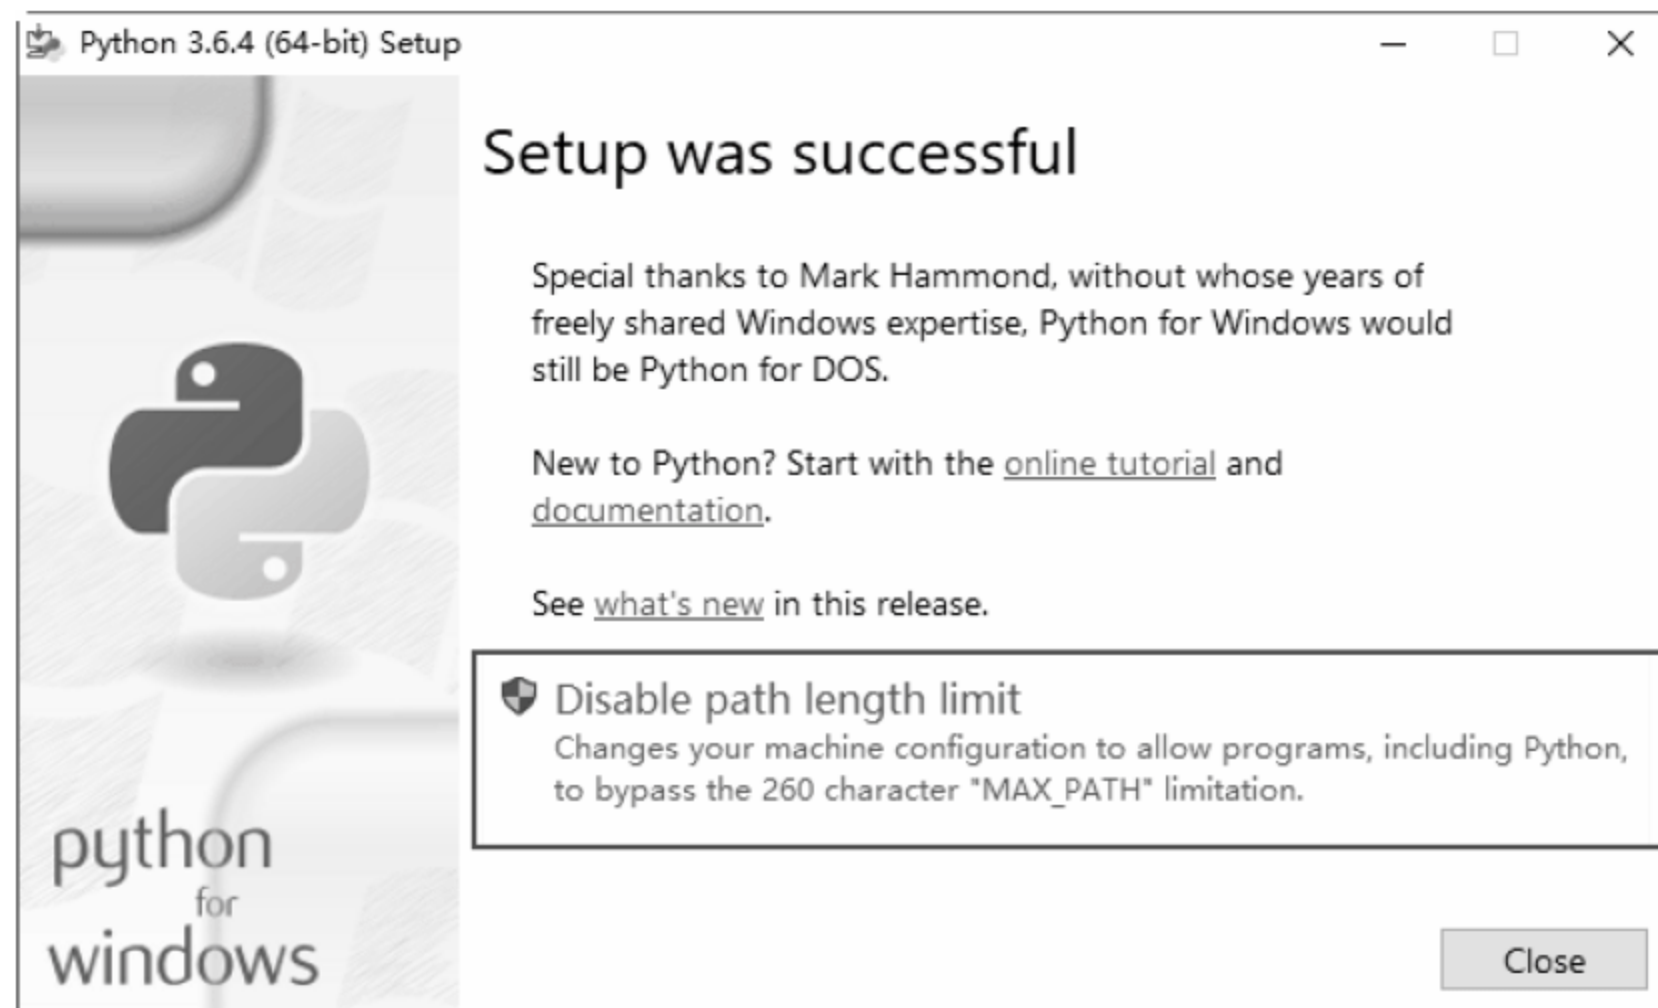 Python 3.6.4 (64-bit) Setup
Setup was successful
Special thanks to Mark Hammond, without whose years of
freely shared Windows expertise, Python for Windows would
still be Python for DOS.
New to Python? Start with the online tutorial and
documentation.
See what's new in this release.
Disable path length limit
Changes your machine configuration to allow programs, including Python,
to bypass the 260 character "MAX_PATH" limitation.
python
for
windows
Close